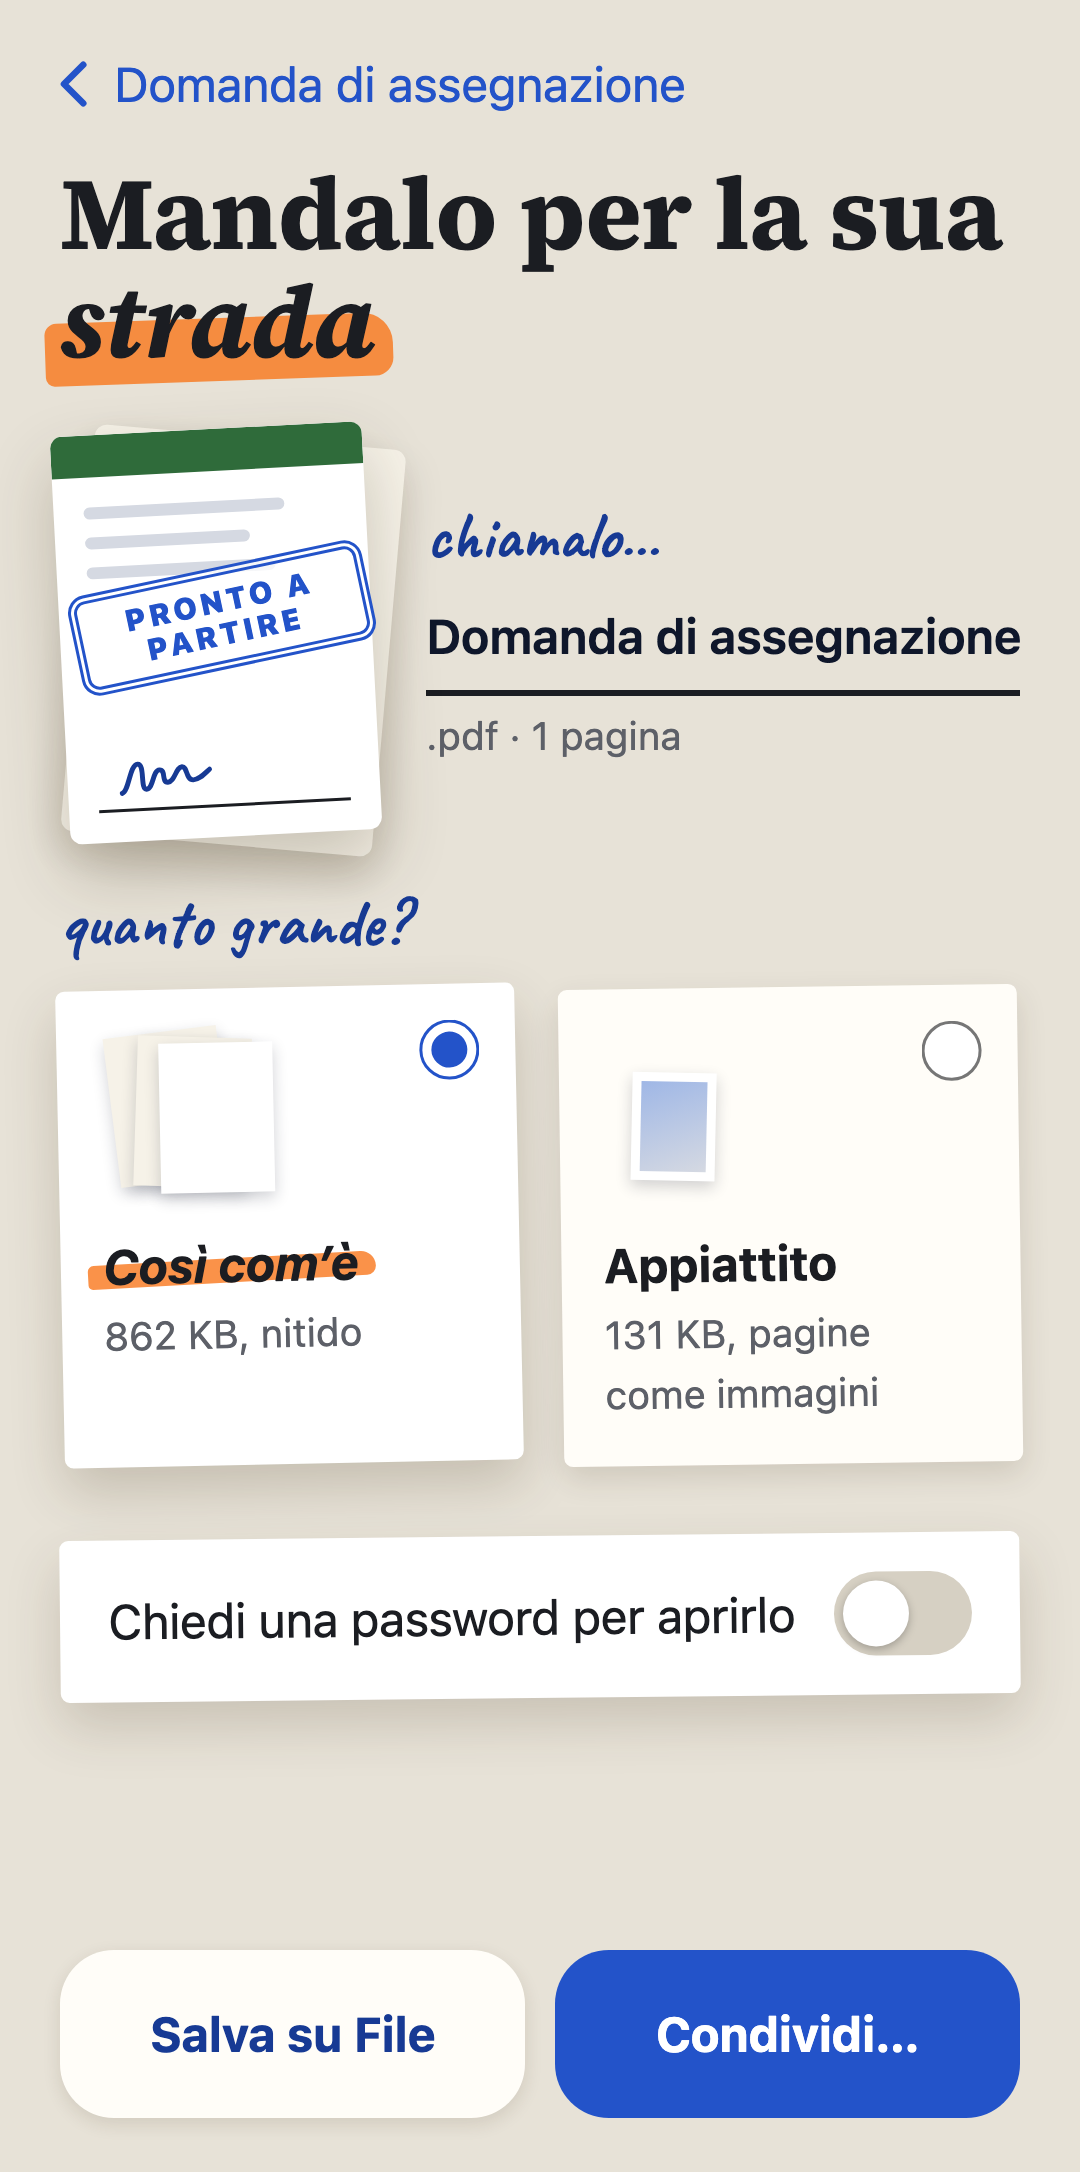 Domanda di assegnazione
Mandalo per la sua
strada
PRONTO A
PARTIRE
chiamalo...
Domanda di assegnazione
.pdf · 1 pagina
quanto grande?
Così com’è
862 KB, nitido
Appiattito
131 KB, pagine
come immagini
Chiedi una password per aprirlo
Salva su File
Condividi...